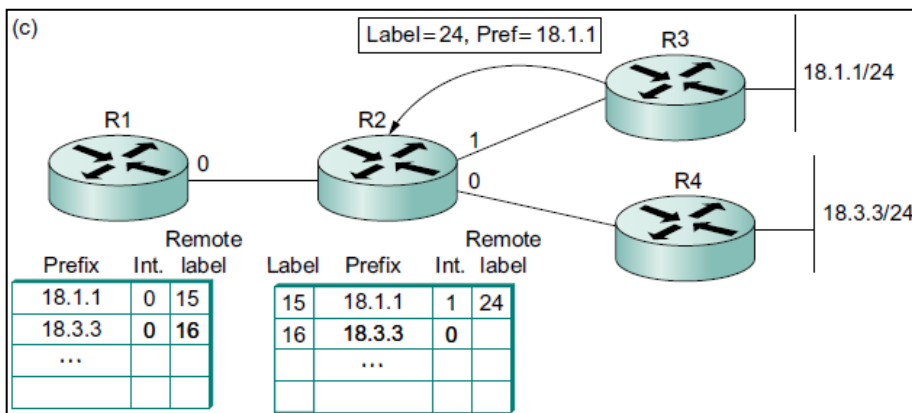 (c)
Label=24, Pref=18.1.1
R3
18.1.1/24
R1
R2
1
0
0
R4
18.3.3/24
Prefix Int. Remote label
18.1.1 0 15
18.3.3 0 16
...
Label Prefix Int. Remote label
15 18.1.1 1 24
16 18.3.3 0
...